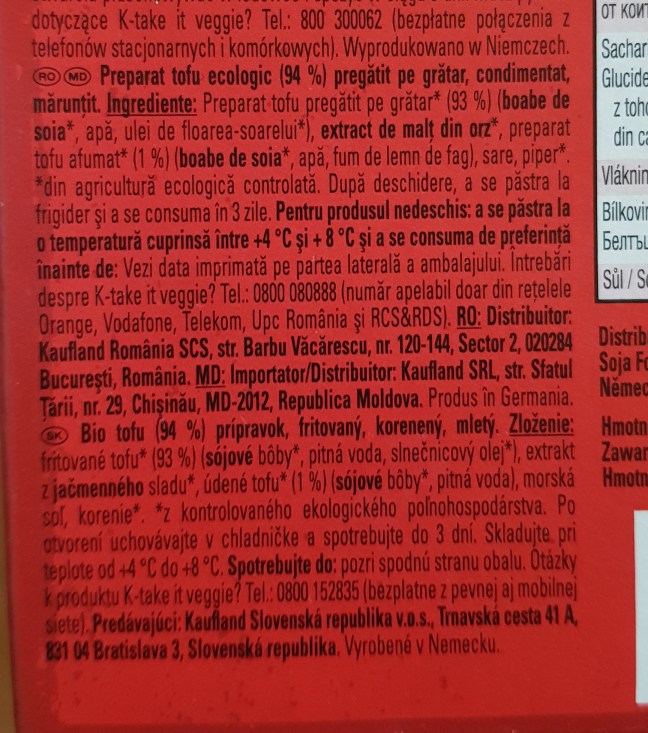 dotyczące K-take it veggie? Tel.: 800 300062 (bezpłatne połączenia z
telefonów stacjonarnych i komórkowych). Wyprodukowano w Niemczech.
RO MD Preparat tofu ecologic (94 %) pregătit pe grătar, condimentat,
mărunțit. Ingrediente: Preparat tofu pregătit pe grătar* (93 %) (boabe de
soia*, apă, ulei de floarea-soarelui*), extract de malț din orz*, preparat
tofu afumat* (1 %) (boabe de soia*, apă, fum de lemn de fag), sare, piper*.
*din agricultură ecologică controlată. După deschidere, a se păstra la
frigider și a se consuma în 3 zile. Pentru produsul nedeschis: a se păstra la
o temperatură cuprinsă între +4 °C și +8 °C și a se consuma de preferință
înainte de: Vezi data imprimată pe partea laterală a ambalajului. Întrebări
despre K-take it veggie? Tel.: 0800 080888 (număr apelabil doar din rețelele
Orange, Vodafone, Telekom, Upc România și RCS&RDS). RO: Distribuitor:
Kaufland România SCS, str. Barbu Văcărescu, nr. 120-144, Sector 2, 020284
București, România. MD: Importator/Distribuitor: Kaufland SRL, str. Sfatul
Țării, nr. 29, Chișinău, MD-2012, Republica Moldova. Produs în Germania.
SK Bio tofu (94 %) prípravok, fritovaný, korenený, mletý. Zloženie:
fritované tofu* (93 %) (sójové bôby*, pitná voda, slnečnicový olej*), extrakt
z jačmenného sladu*, údené tofu* (1 %) (sójové bôby*, pitná voda), morská
soľ, korenie*. *z kontrolovaného ekologického poľnohospodárstva. Po
otvorení uchovávajte v chladničke a spotrebujte do 3 dní. Skladujte pri
teplote od +4 °C do +8 °C. Spotrebujte do: pozri spodnú stranu obalu. Otázky
k produktu K-take it veggie? Tel.: 0800 152835 (bezplatne z pevnej aj mobilnej
siete). Predávajúci: Kaufland Slovenská republika v.o.s., Trnavská cesta 41 A,
831 04 Bratislava 3, Slovenská republika. Vyrobené v Nemecku.
от
Sachar
Glucide
z toho
din
Vláknin
Bílkovin
Белтъ
Sůl /
Distrib
Soja Fo
Němec
Hmotn
Zawar
Hmotn